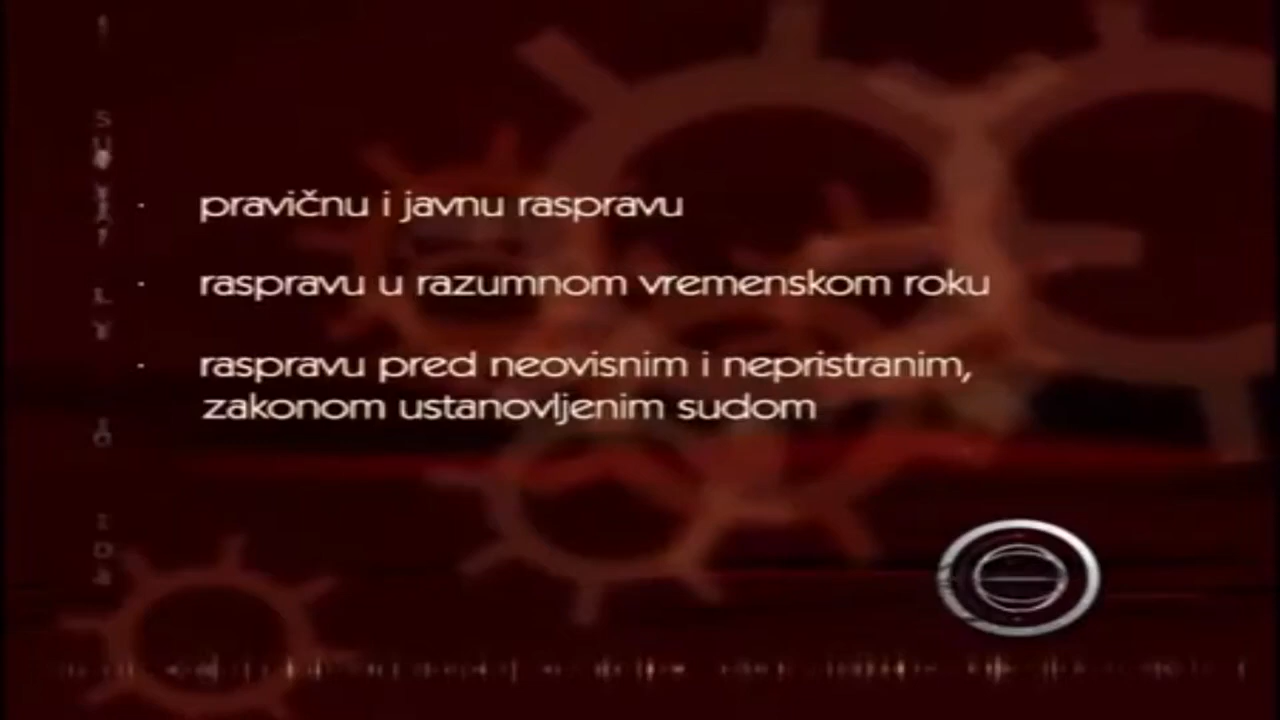 · pravičnu i javnu raspravu
· raspravu u razumnom vremenskom roku
· raspravu pred neovisnim i nepristranim,
zakonom ustanovljenim sudom